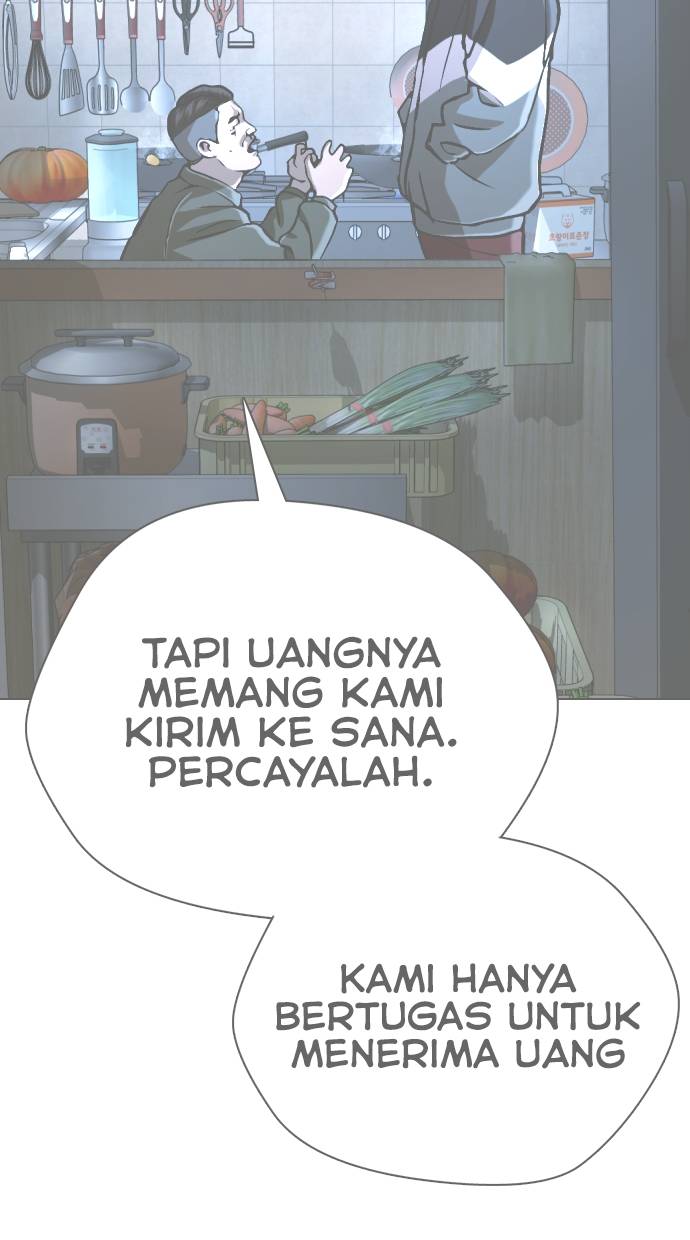 TAPI UANGNYA
MEMANG KAMI
KIRIM KE SANA.
PERCAYALAH.
KAMI HANYA
BERTUGAS UNTUK
MENERIMA UANG